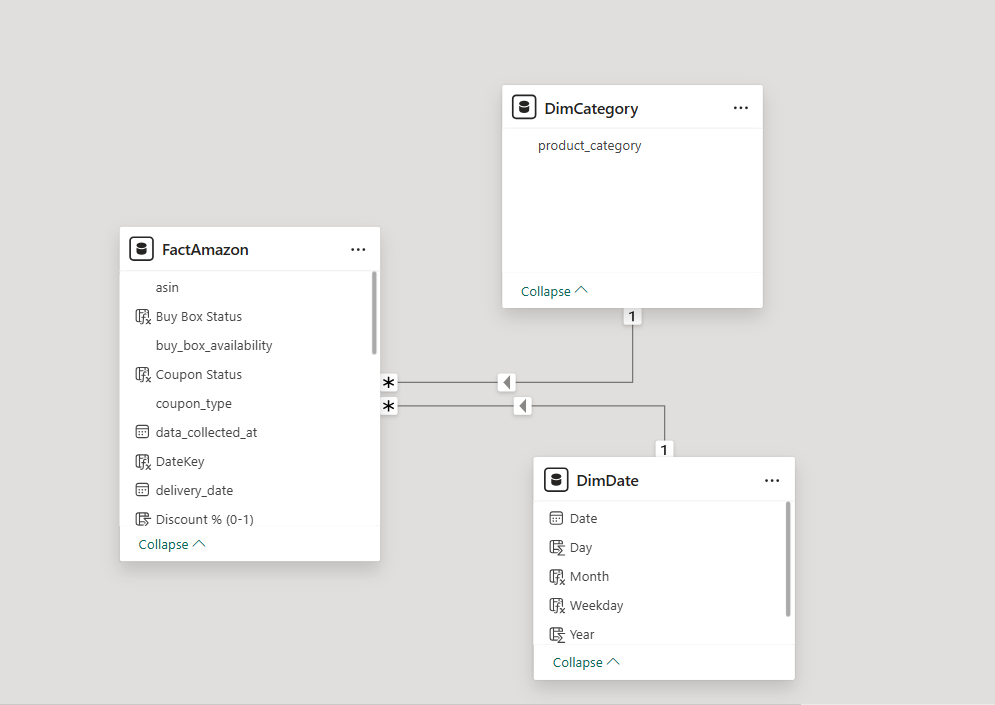 DimCategory
product_category
Collapse
1
FactAmazon
asin
Buy Box Status
buy_box_availability
Coupon Status
coupon_type
data_collected_at
DateKey
delivery_date
Discount % (0-1)
Collapse
*
*
1
DimDate
Date
Day
Month
Weekday
Year
Collapse